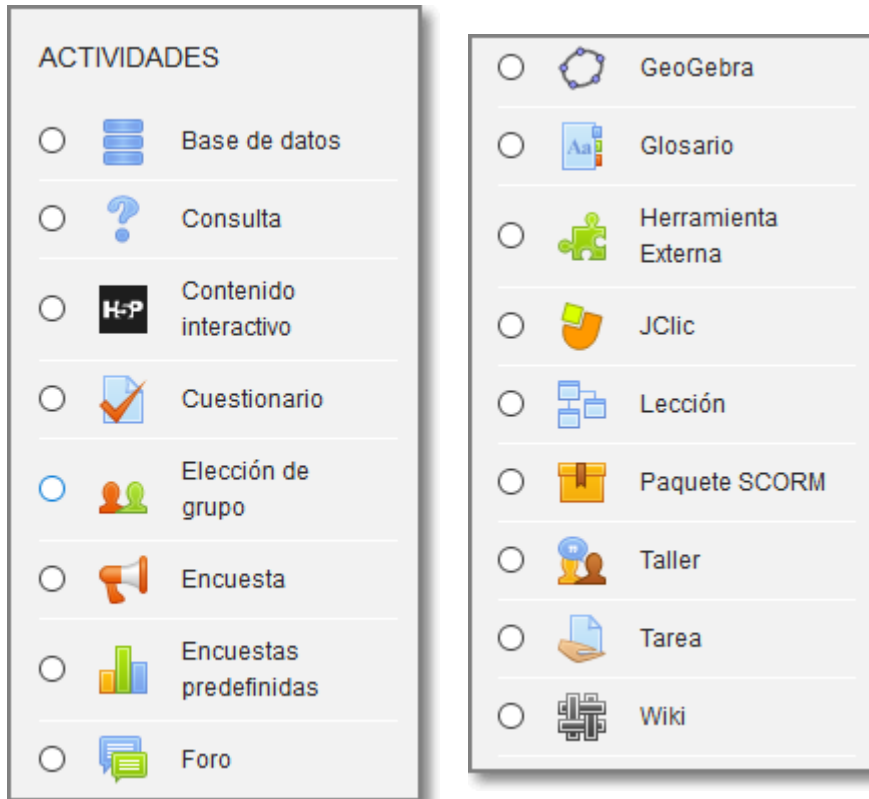 ACTIVIDADES
Base de datos
Consulta
H5P
Contenido
interactivo
Cuestionario
Elección de
grupo
Encuesta
Encuestas
predefinidas
Foro
GeoGebra
Aa
Glosario
Herramienta
Externa
JClic
Lección
Paquete SCORM
Taller
Tarea
Wiki